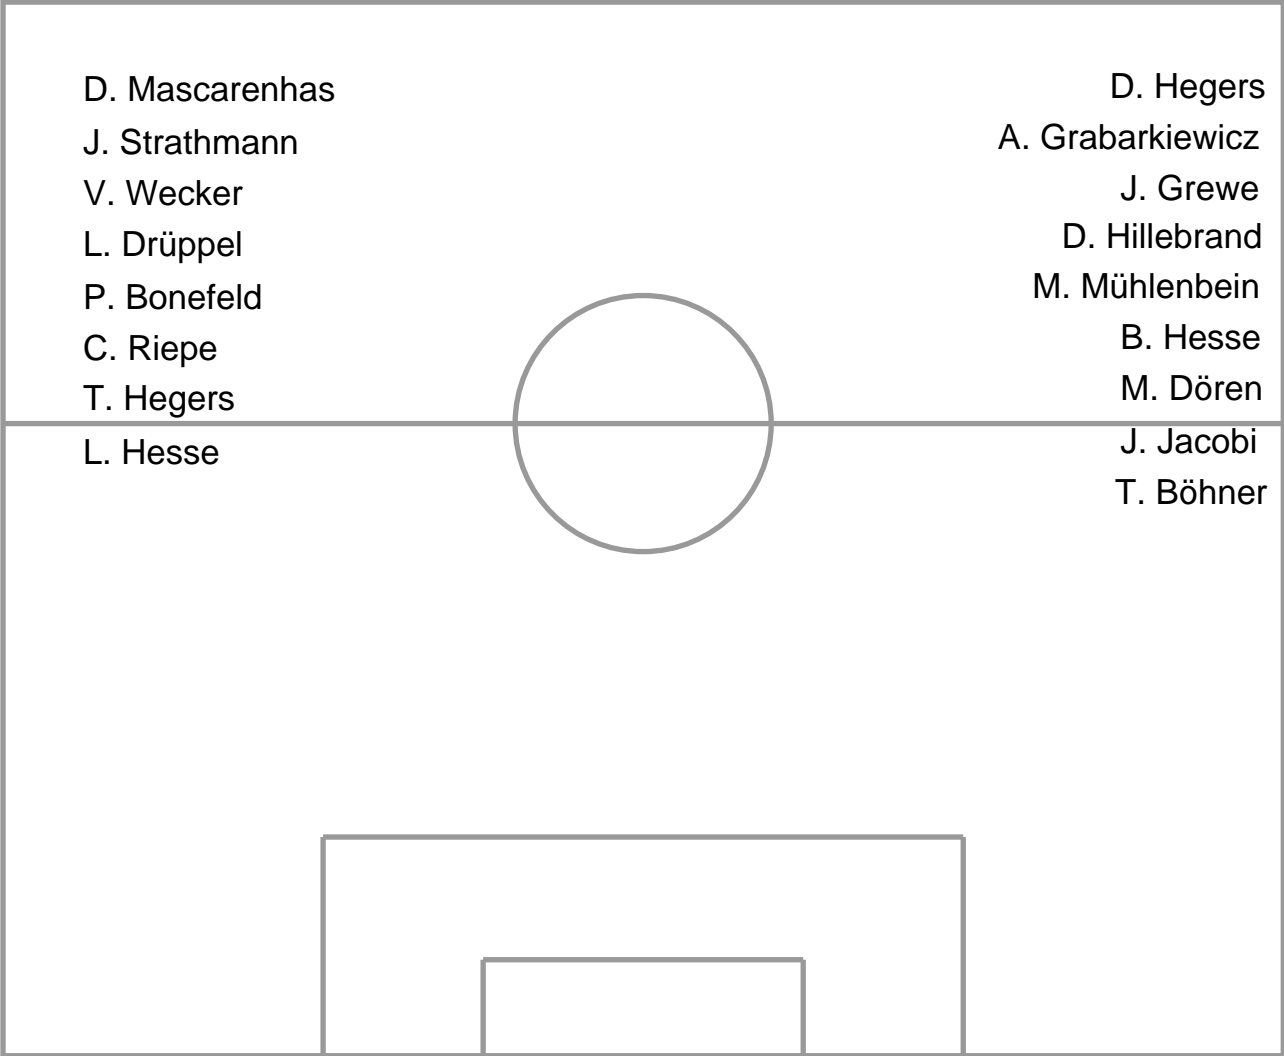 D. Mascarenhas
J. Strathmann
V. Wecker
L. Drüppel
P. Bonefeld
C. Riepe
T. Hegers
L. Hesse
D. Hegers
A. Grabarkiewicz
J. Grewe
D. Hillebrand
M. Mühlenbein
B. Hesse
M. Dören
J. Jacobi
T. Böhner